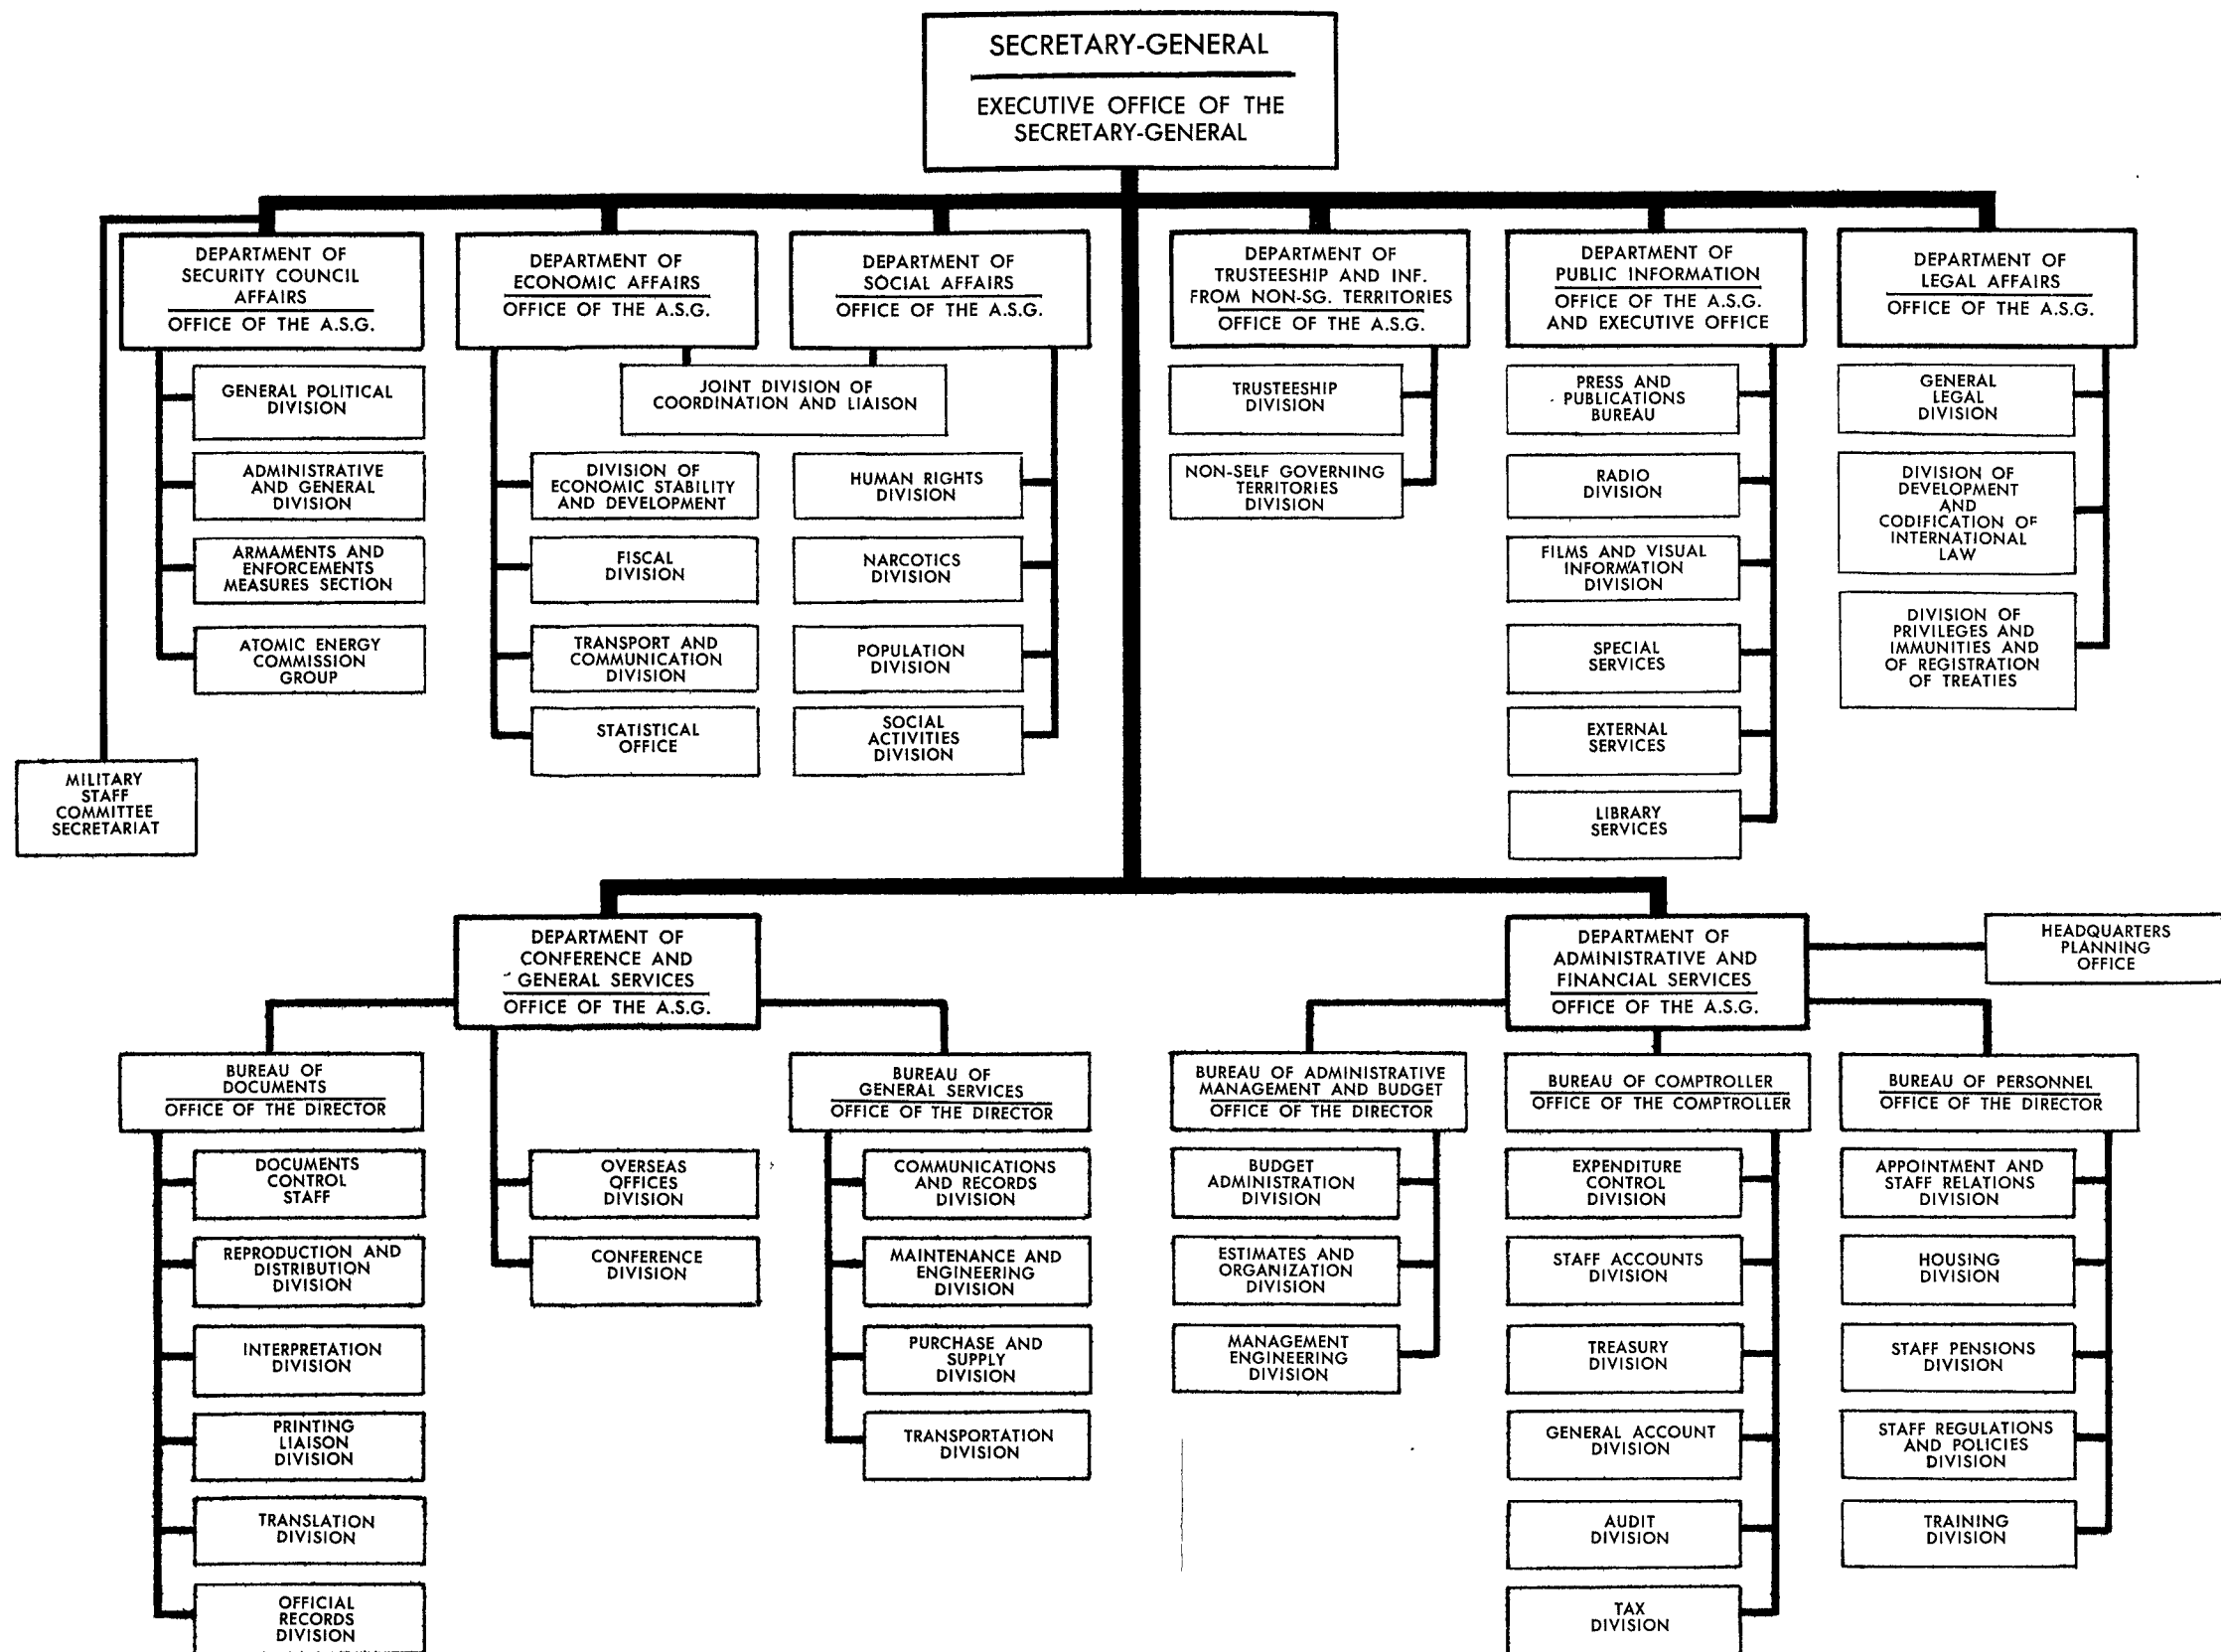 SECRETARY-GENERAL
EXECUTIVE OFFICE OF THE
SECRETARY-GENERAL
DEPARTMENT OF
SECURITY COUNCIL
AFFAIRS
OFFICE OF THE A.S.G.
GENERAL POLITICAL
DIVISION
ADMINISTRATIVE
AND GENERAL
DIVISION
ARMAMENTS AND
ENFORCEMENTS
MEASURES SECTION
ATOMIC ENERGY
COMMISSION
GROUP
MILITARY
STAFF
COMMITTEE
SECRETARIAT
DEPARTMENT OF
ECONOMIC AFFAIRS
OFFICE OF THE A.S.G.
JOINT DIVISION OF
COORDINATION AND LIAISON
DIVISION OF
ECONOMIC STABILITY
AND DEVELOPMENT
FISCAL
DIVISION
TRANSPORT AND
COMMUNICATION
DIVISION
STATISTICAL
OFFICE
DEPARTMENT OF
SOCIAL AFFAIRS
OFFICE OF THE A.S.G.
HUMAN RIGHTS
DIVISION
NARCOTICS
DIVISION
POPULATION
DIVISION
SOCIAL
ACTIVITIES
DIVISION
DEPARTMENT OF
TRUSTEESHIP AND INF.
FROM NON-SG. TERRITORIES
OFFICE OF THE A.S.G.
TRUSTEESHIP
DIVISION
NON-SELF GOVERNING
TERRITORIES
DIVISION
DEPARTMENT OF
PUBLIC INFORMATION
OFFICE OF THE A.S.G.
AND EXECUTIVE OFFICE
PRESS AND
PUBLICATIONS
BUREAU
RADIO
DIVISION
FILMS AND VISUAL
INFORMATION
DIVISION
SPECIAL
SERVICES
EXTERNAL
SERVICES
LIBRARY
SERVICES
DEPARTMENT OF
LEGAL AFFAIRS
OFFICE OF THE A.S.G.
GENERAL
LEGAL
DIVISION
DIVISION OF
DEVELOPMENT
AND
CODIFICATION OF
INTERNATIONAL
LAW
DIVISION OF
PRIVILEGES AND
IMMUNITIES AND
OF REGISTRATION
OF TREATIES
DEPARTMENT OF
CONFERENCE AND
GENERAL SERVICES
OFFICE OF THE A.S.G.
BUREAU OF
DOCUMENTS
OFFICE OF THE DIRECTOR
DOCUMENTS
CONTROL
STAFF
REPRODUCTION AND
DISTRIBUTION
DIVISION
INTERPRETATION
DIVISION
PRINTING
LIAISON
DIVISION
TRANSLATION
DIVISION
OFFICIAL
RECORDS
DIVISION
OVERSEAS
OFFICES
DIVISION
CONFERENCE
DIVISION
BUREAU OF
GENERAL SERVICES
OFFICE OF THE DIRECTOR
COMMUNICATIONS
AND RECORDS
DIVISION
MAINTENANCE AND
ENGINEERING
DIVISION
PURCHASE AND
SUPPLY
DIVISION
TRANSPORTATION
DIVISION
DEPARTMENT OF
ADMINISTRATIVE AND
FINANCIAL SERVICES
OFFICE OF THE A.S.G.
HEADQUARTERS
PLANNING
OFFICE
BUREAU OF ADMINISTRATIVE
MANAGEMENT AND BUDGET
OFFICE OF THE DIRECTOR
BUDGET
ADMINISTRATION
DIVISION
ESTIMATES AND
ORGANIZATION
DIVISION
MANAGEMENT
ENGINEERING
DIVISION
BUREAU OF COMPTROLLER
OFFICE OF THE COMPTROLLER
EXPENDITURE
CONTROL
DIVISION
STAFF ACCOUNTS
DIVISION
TREASURY
DIVISION
GENERAL ACCOUNT
DIVISION
AUDIT
DIVISION
TAX
DIVISION
BUREAU OF PERSONNEL
OFFICE OF THE DIRECTOR
APPOINTMENT AND
STAFF RELATIONS
DIVISION
HOUSING
DIVISION
STAFF PENSIONS
DIVISION
STAFF REGULATIONS
AND POLICIES
DIVISION
TRAINING
DIVISION